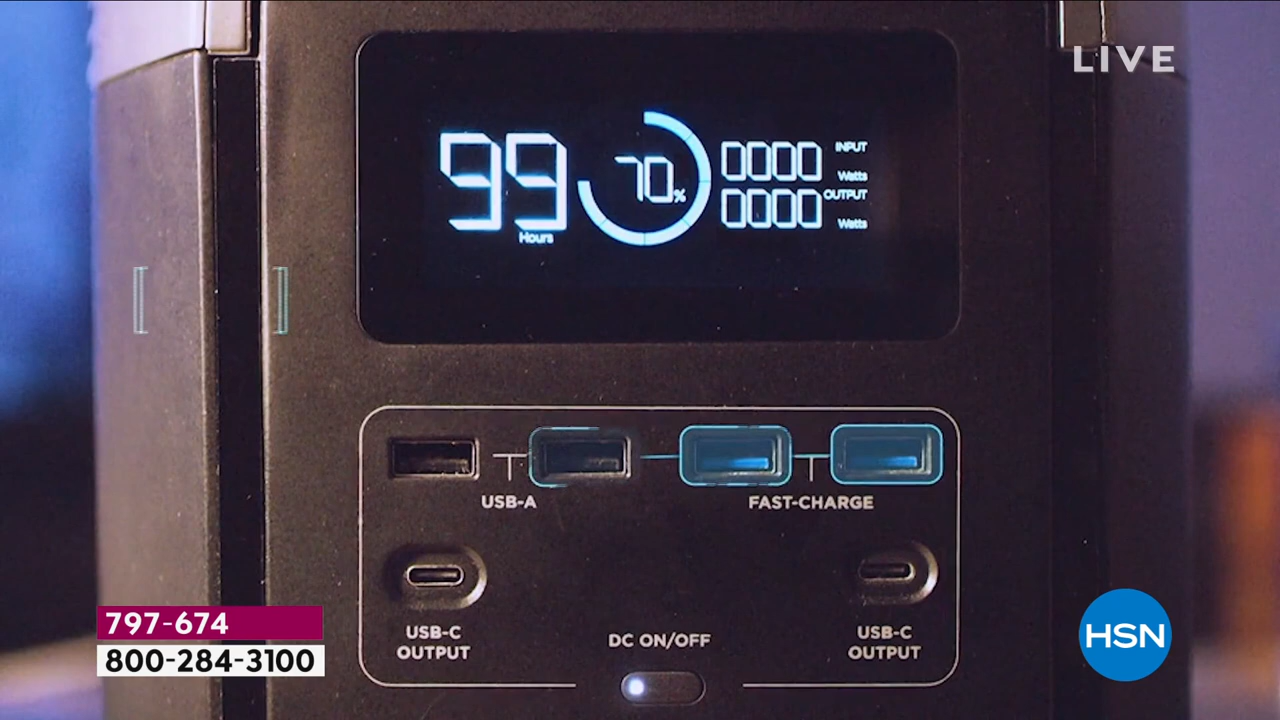 LIVE
99
Hours
70%
0000
INPUT
Watts
0000
OUTPUT
Watts
USB-A
FAST-CHARGE
USB-C
OUTPUT
DC ON/OFF
USB-C
OUTPUT
797-674
800-284-3100
HSN